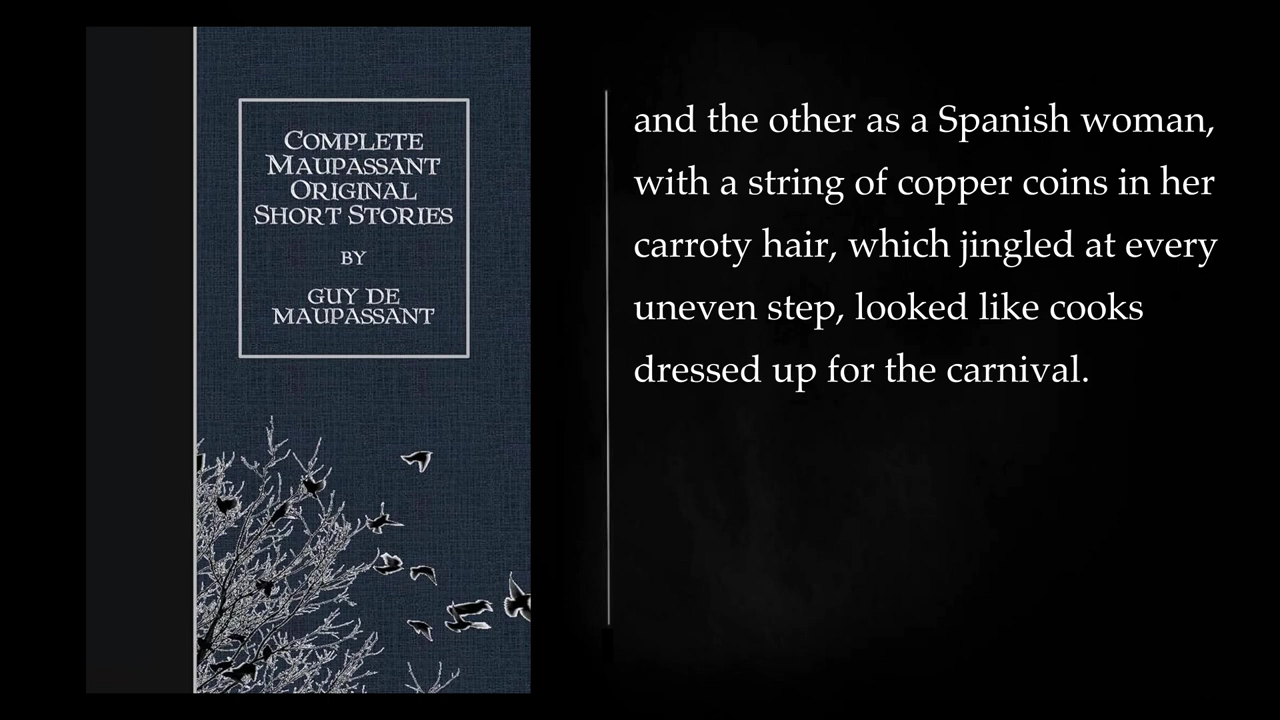 COMPLETE
MAUPASSANT
ORIGINAL
SHORT STORIES
BY
GUY DE
MAUPASSANT
and the other as a Spanish woman,
with a string of copper coins in her
carroty hair, which jingled at every
uneven step, looked like cooks
dressed up for the carnival.